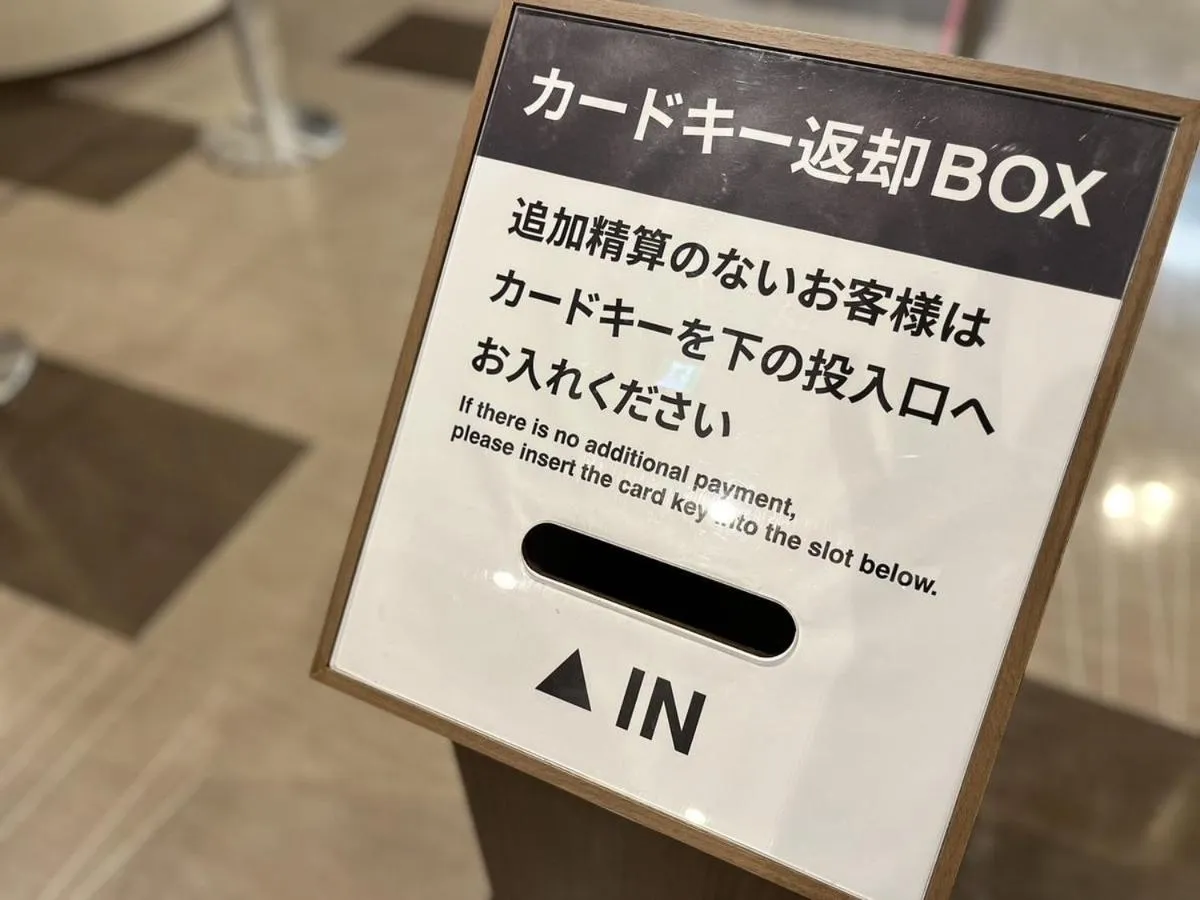 カードキー返却BOX
追加精算のないお客様は
カードキーを下の投入口へ
お入れください
If there is no additional payment,
please insert the card key into the slot below.
▲ IN